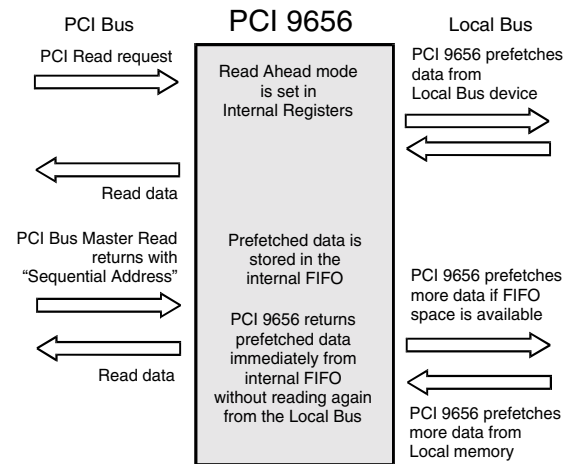 PCI Bus
PCI 9656
Local Bus
PCI Read request
Read Ahead mode
is set in
Internal Registers
PCI 9656 prefetches
data from
Local Bus device
Read data
PCI Bus Master Read
returns with
“Sequential Address”
Prefetched data is
stored in the
internal FIFO
PCI 9656 prefetches
more data if FIFO
space is available
PCI 9656 returns
prefetched data
immediately from
internal FIFO
without reading again
from the Local Bus
Read data
PCI 9656 prefetches
more data from
Local memory